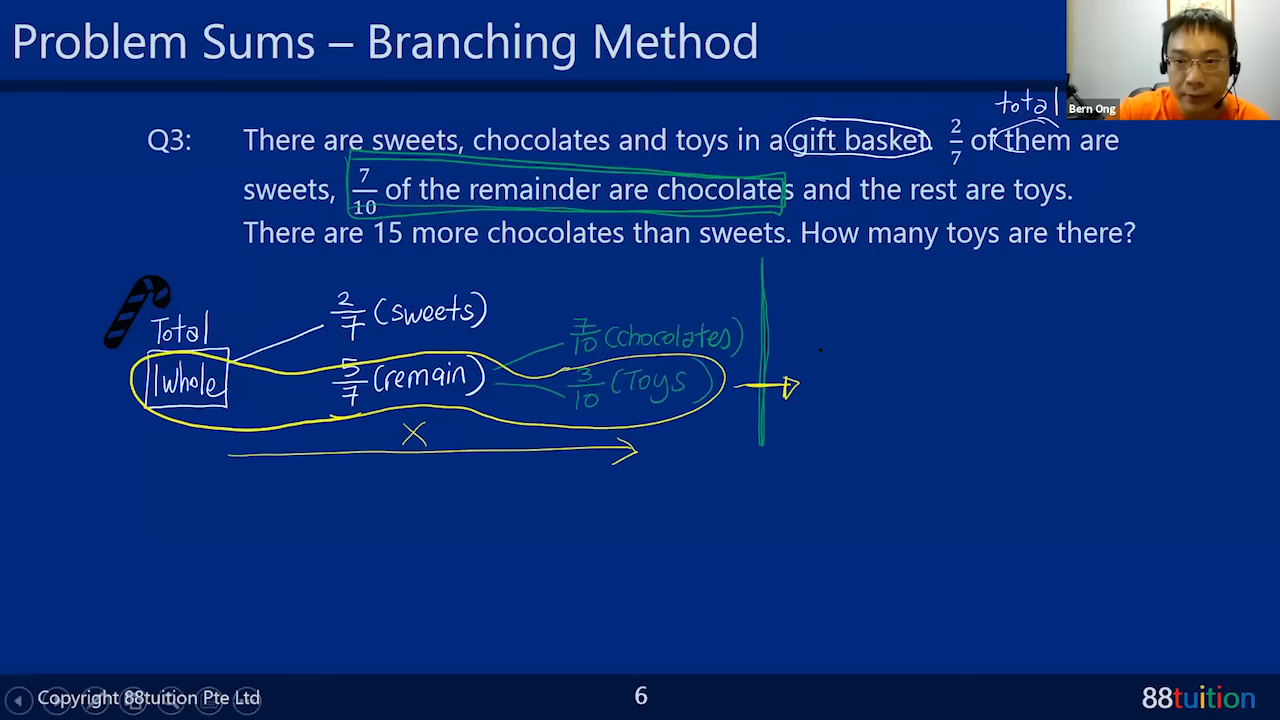 Problem Sums – Branching Method
Bern Ong
total
Q3: There are sweets, chocolates and toys in a gift basket. 2/7 of them are
sweets, 7/10 of the remainder are chocolates and the rest are toys.
There are 15 more chocolates than sweets. How many toys are there?
Total
1 whole
2/7 (sweets)
5/7 (remain)
7/10 (chocolates)
3/10 (Toys)
X
Copyright 88tuition Pte Ltd
6
88tuition